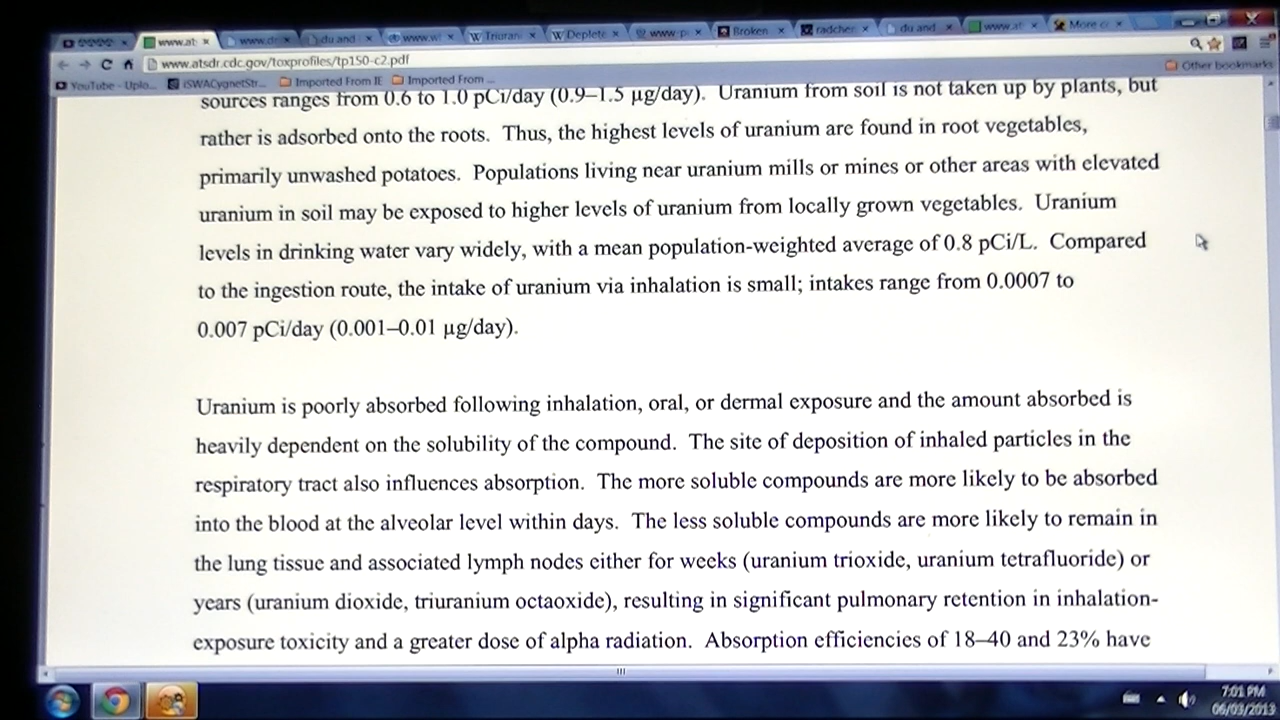 www.at
www.d
du and
www.w
Triuran
Deplete
www.p
Broken
radcher
du and
www.at
More c
www.atsdr.cdc.gov/toxprofiles/tp150-c2.pdf
YouTube - Uplo...
iSWACygnetStr...
Imported From IE
Imported From ...
Other bookmarks
sources ranges from 0.6 to 1.0 pCi/day (0.9–1.5 µg/day).  Uranium from soil is not taken up by plants, but
rather is adsorbed onto the roots.  Thus, the highest levels of uranium are found in root vegetables,
primarily unwashed potatoes.  Populations living near uranium mills or mines or other areas with elevated
uranium in soil may be exposed to higher levels of uranium from locally grown vegetables.  Uranium
levels in drinking water vary widely, with a mean population-weighted average of 0.8 pCi/L.  Compared
to the ingestion route, the intake of uranium via inhalation is small; intakes range from 0.0007 to
0.007 pCi/day (0.001–0.01 µg/day).
Uranium is poorly absorbed following inhalation, oral, or dermal exposure and the amount absorbed is
heavily dependent on the solubility of the compound.  The site of deposition of inhaled particles in the
respiratory tract also influences absorption.  The more soluble compounds are more likely to be absorbed
into the blood at the alveolar level within days.  The less soluble compounds are more likely to remain in
the lung tissue and associated lymph nodes either for weeks (uranium trioxide, uranium tetrafluoride) or
years (uranium dioxide, triuranium octaoxide), resulting in significant pulmonary retention in inhalation-
exposure toxicity and a greater dose of alpha radiation.  Absorption efficiencies of 18–40 and 23% have
7:01 PM
06/03/2013